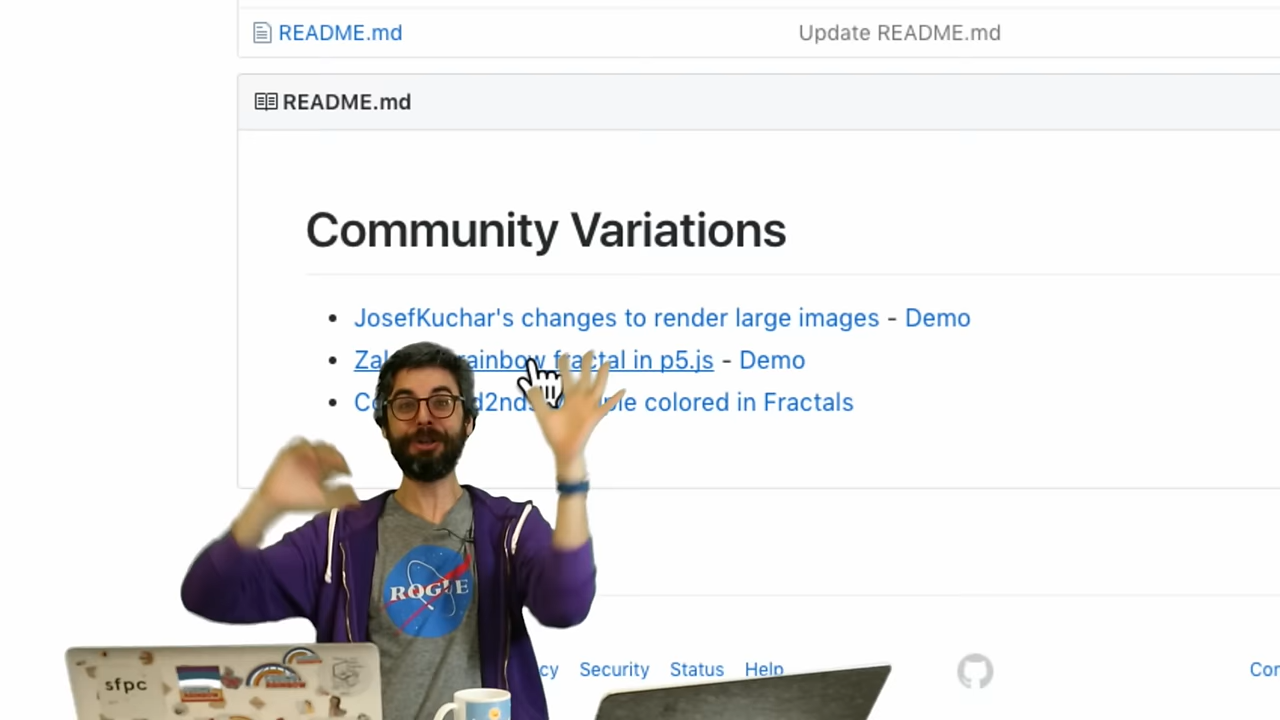 README.md Update README.md
README.md
Community Variations
JosefKuchar's changes to render large images - Demo
rainbow fractal in p5.js - Demo
colored in Fractals
ROGUE
cy Security Status Help
sfpc